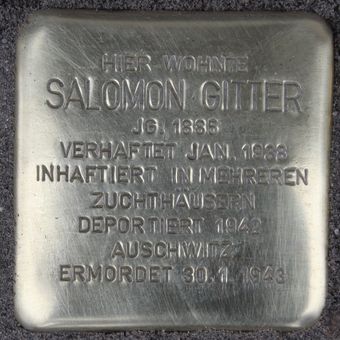 HIER WOHNTE
SALOMON GITTER
JG. 1886
VERHAFTET JAN. 1938
INHAFTIERT IN MEHREREN
ZUCHTHÄUSERN
DEPORTIERT 1942
AUSCHWITZ
ERMORDET 30.1.1943